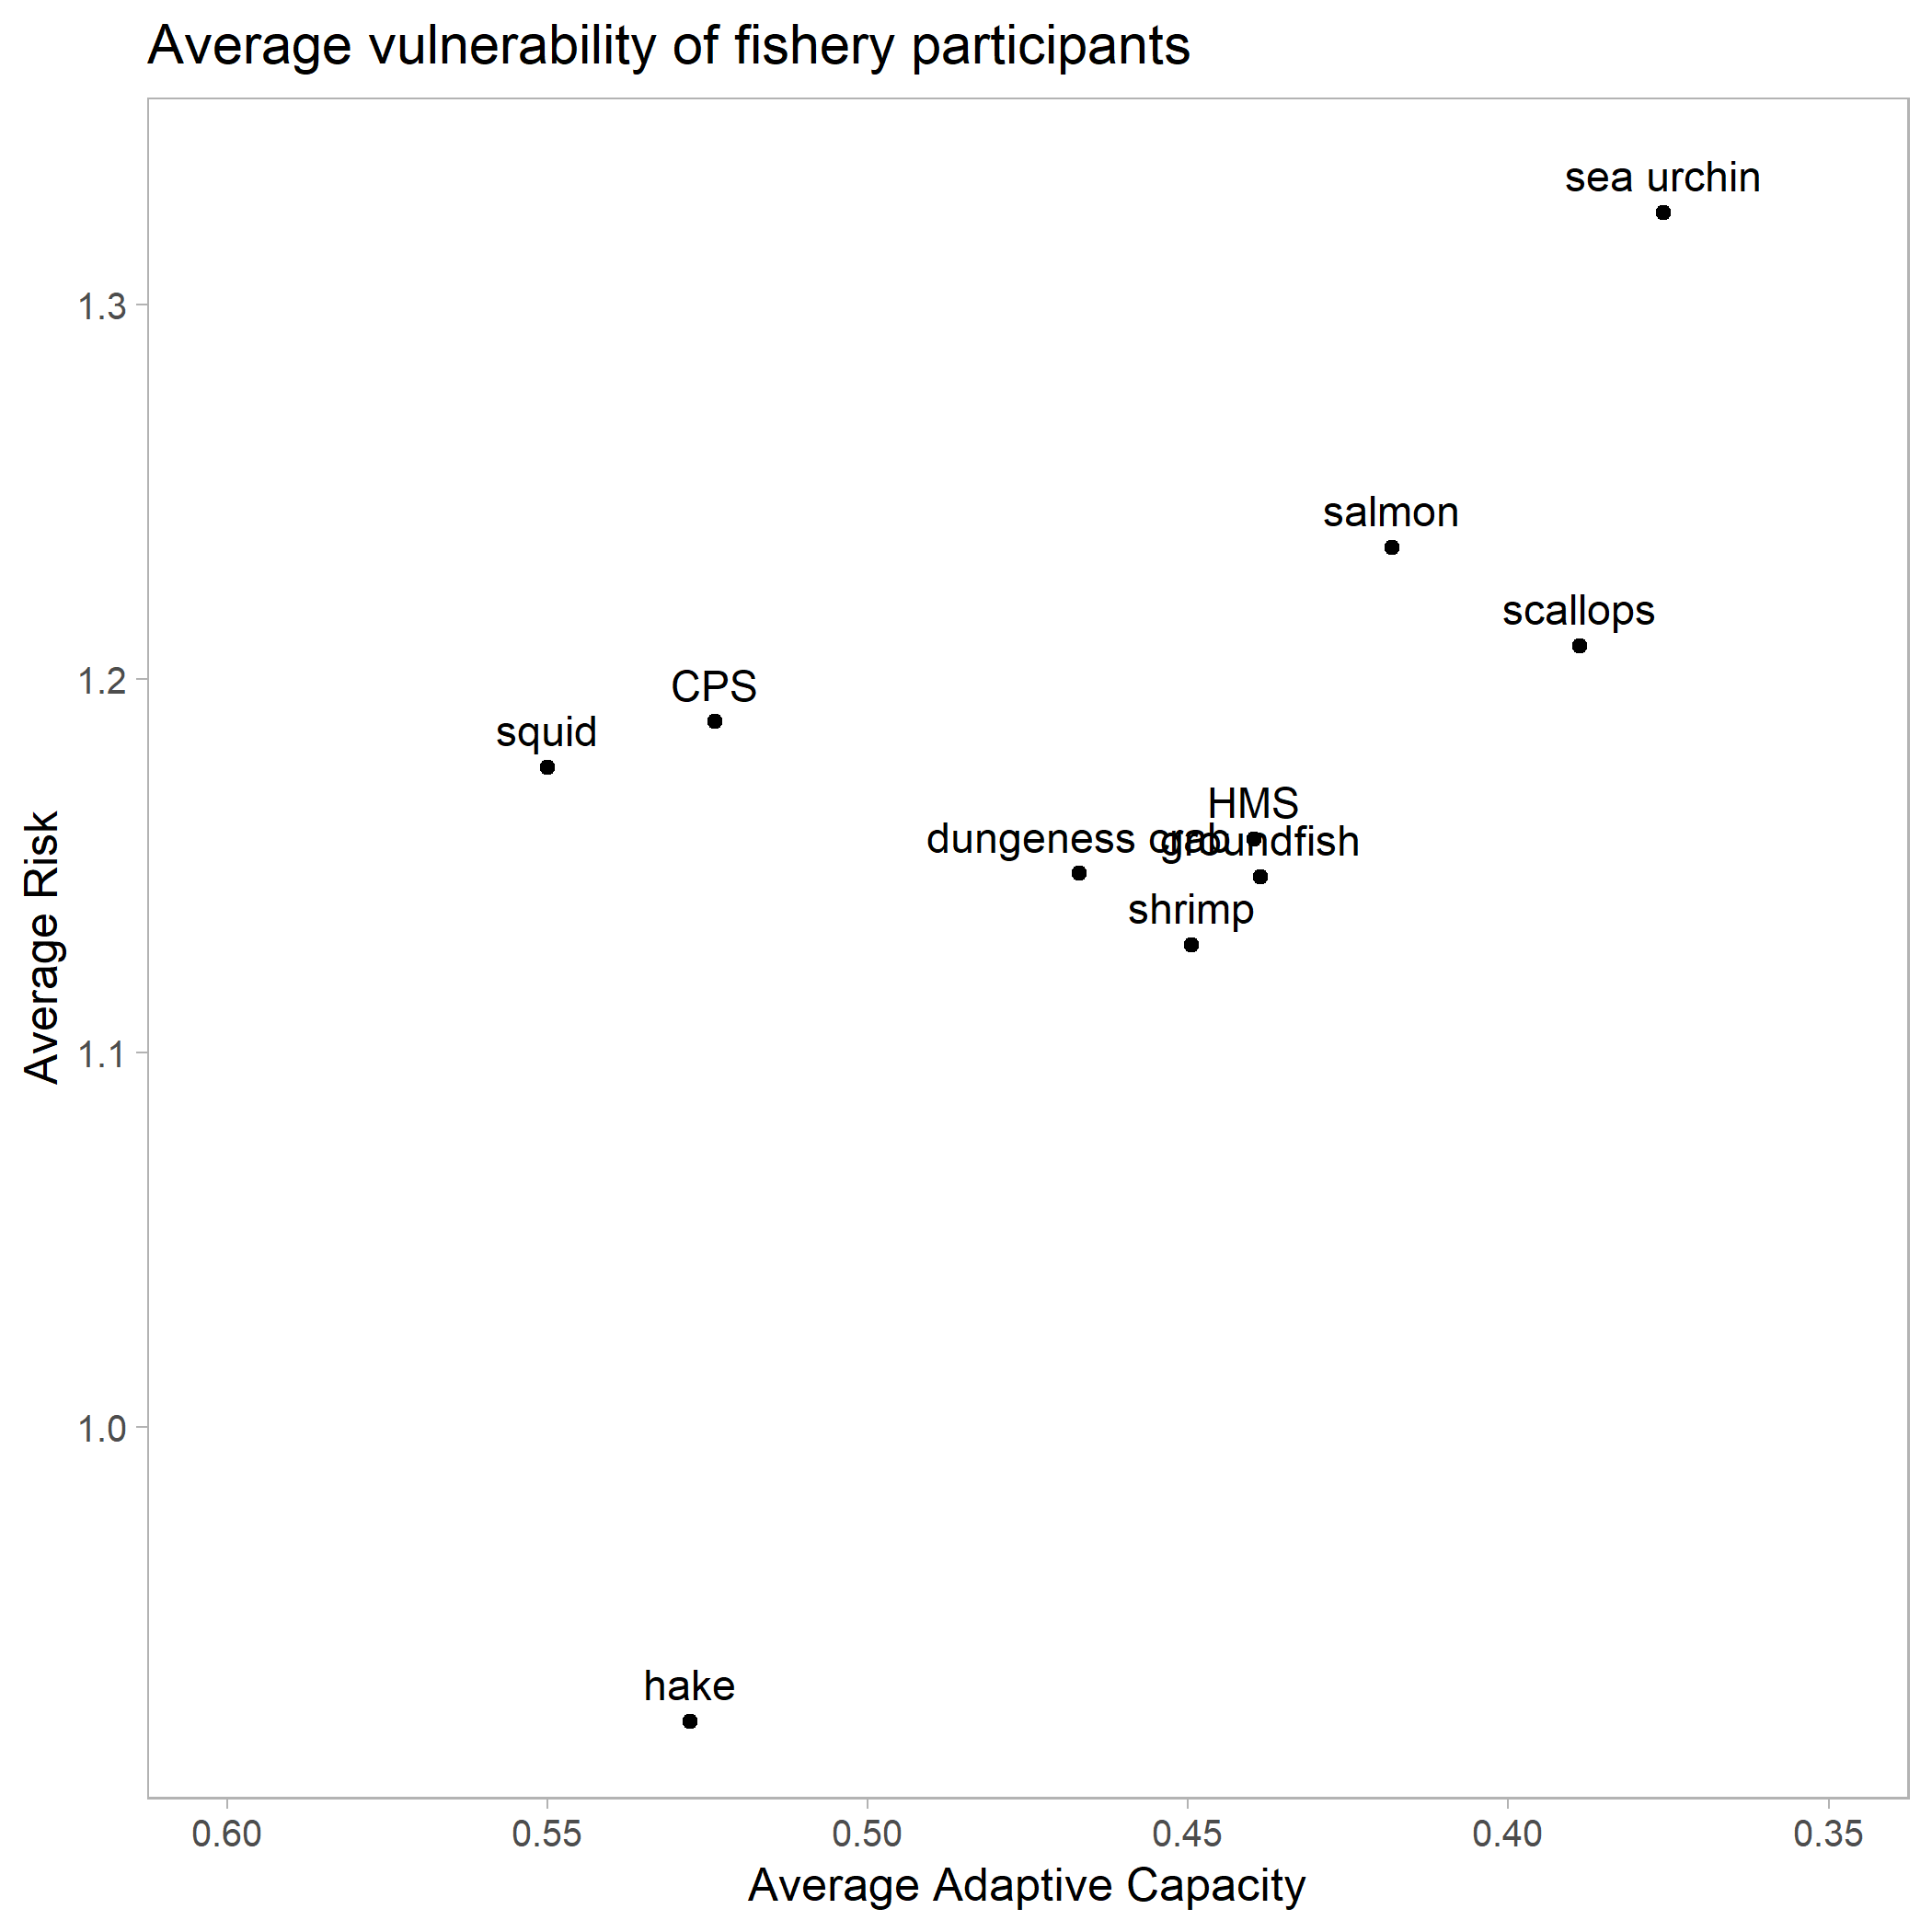 Average vulnerability of fishery participants
sea urchin
1.3
salmon
scallops
1.2
CPS
squid
HMS
dungeness crab
groundfish
shrimp
Average Risk
1.1
1.0
hake
0.60 0.55 0.50 0.45 0.40 0.35
Average Adaptive Capacity